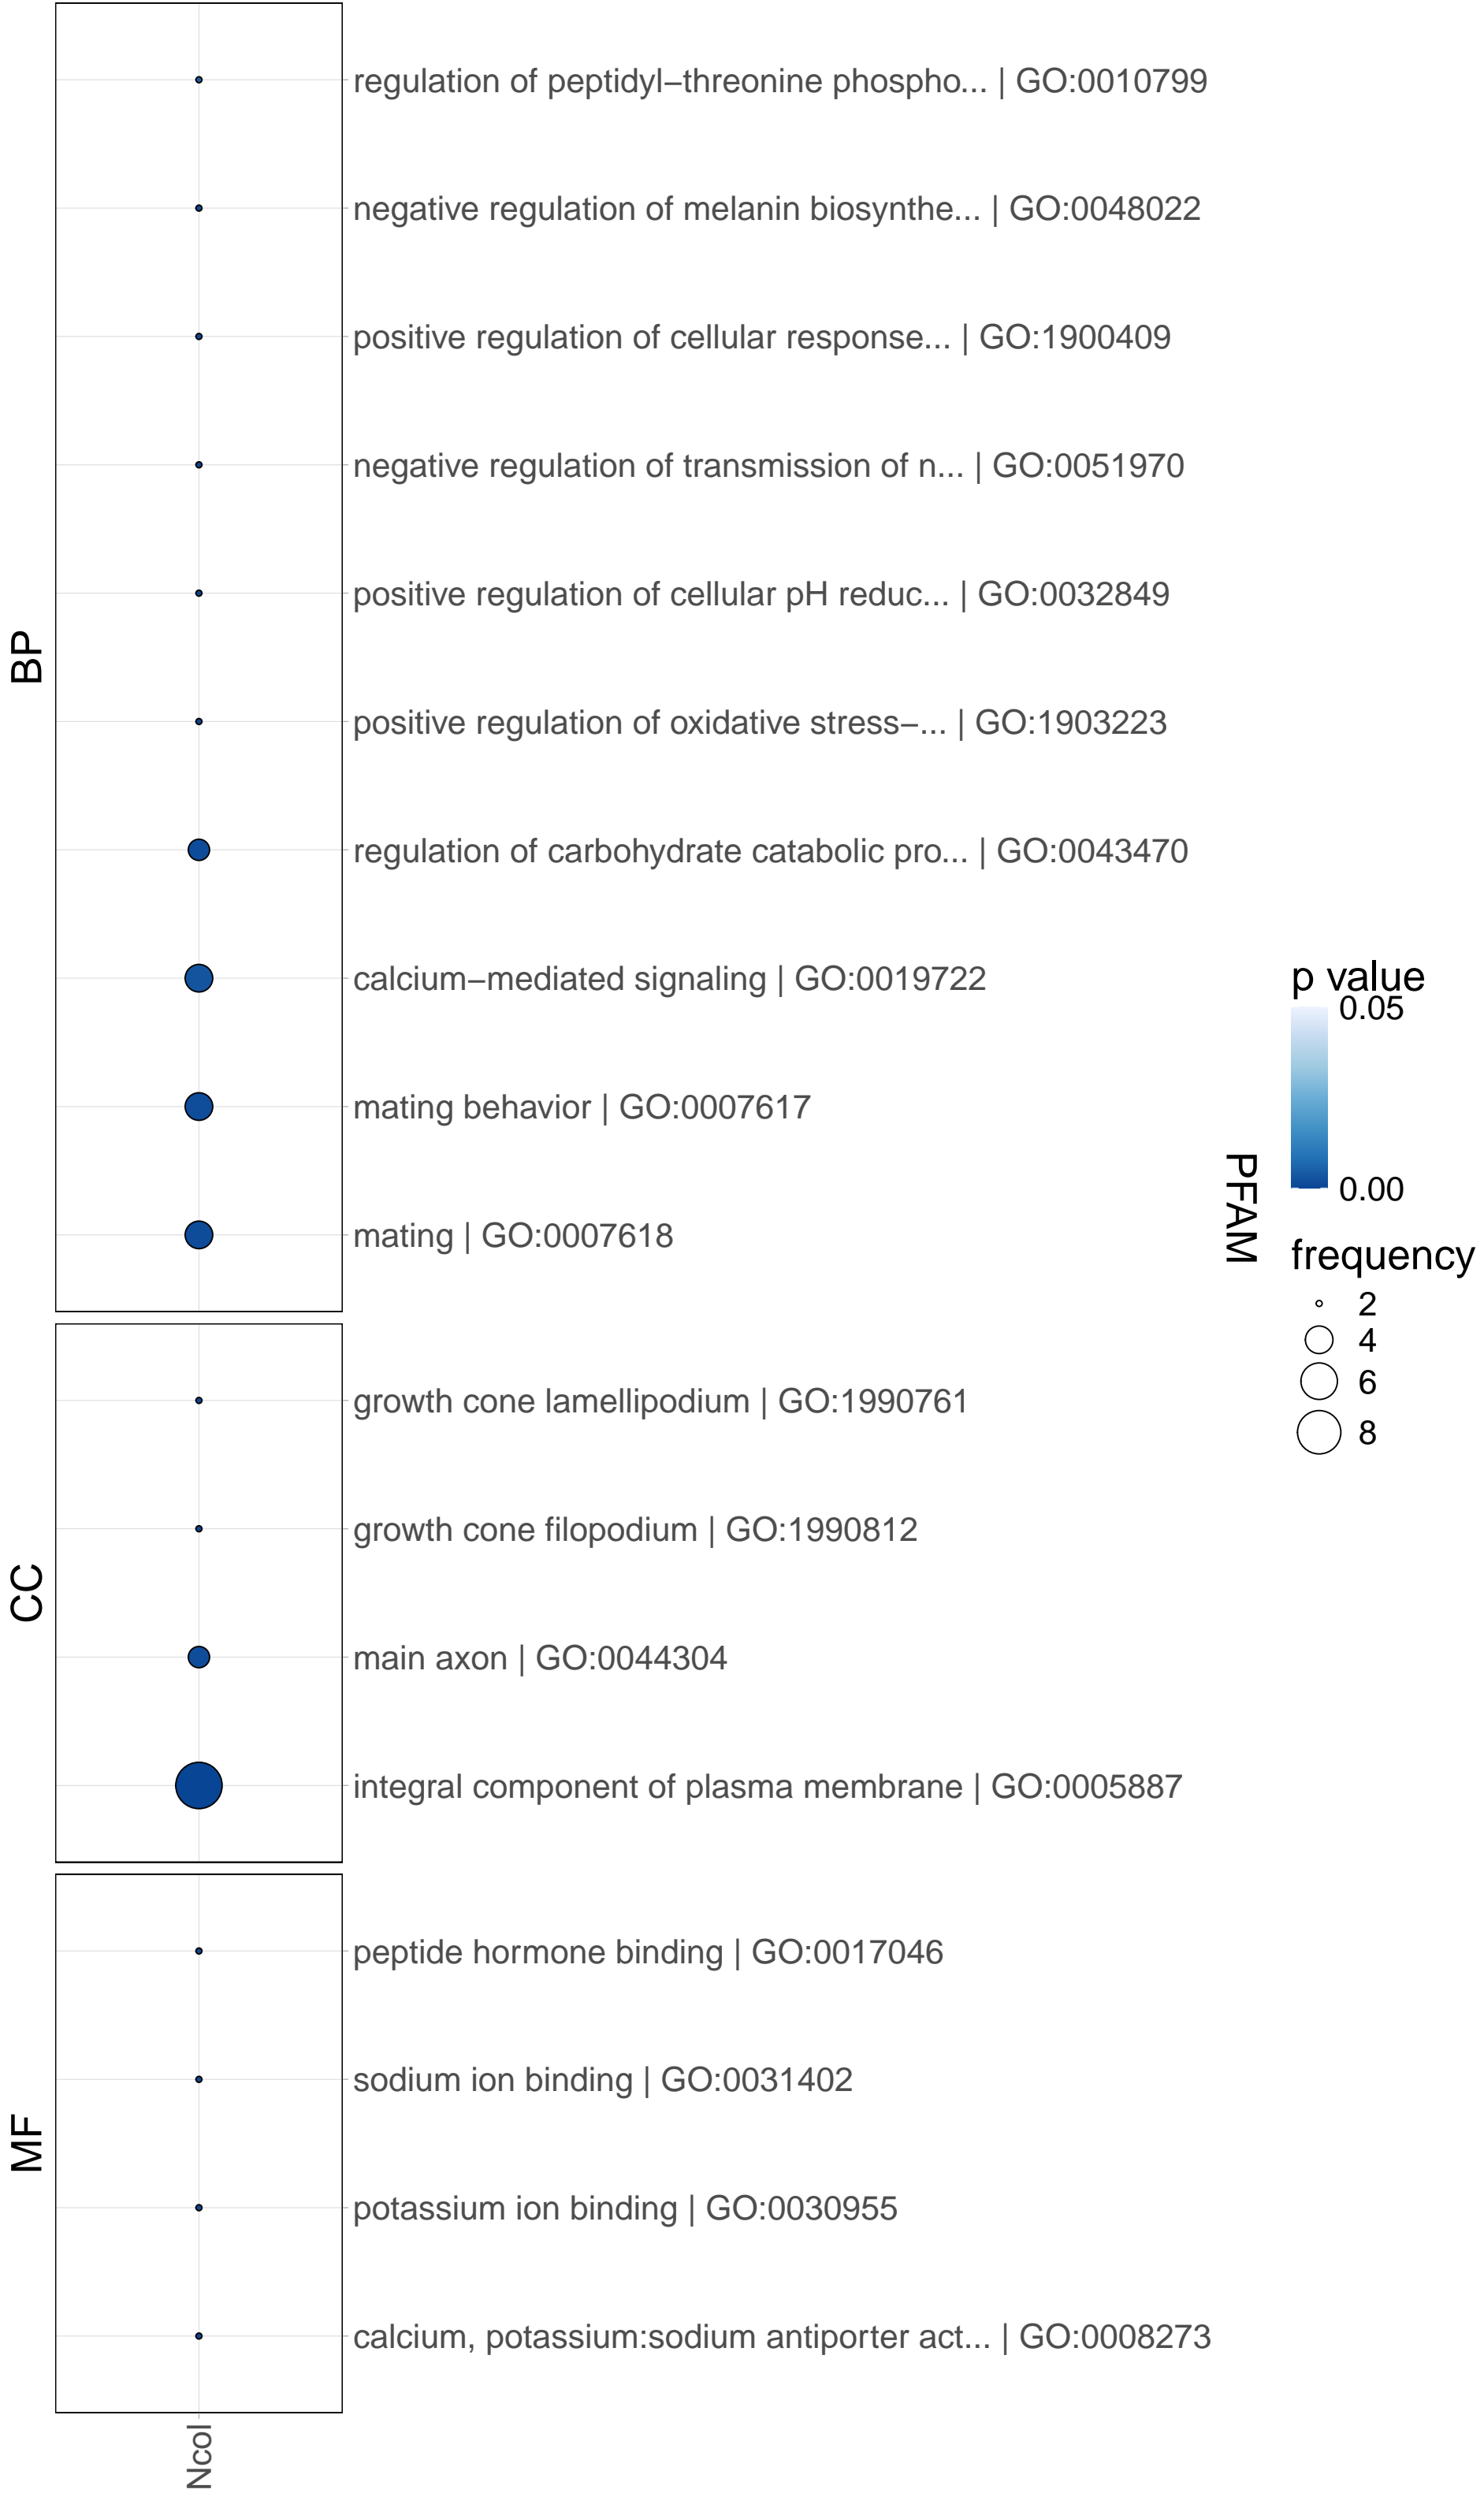 BP
regulation of peptidyl−threonine phospho... | GO:0010799
negative regulation of melanin biosynthe... | GO:0048022
positive regulation of cellular response... | GO:1900409
negative regulation of transmission of n... | GO:0051970
positive regulation of cellular pH reduc... | GO:0032849
positive regulation of oxidative stress−... | GO:1903223
regulation of carbohydrate catabolic pro... | GO:0043470
calcium−mediated signaling | GO:0019722
mating behavior | GO:0007617
mating | GO:0007618
CC
growth cone lamellipodium | GO:1990761
growth cone filopodium | GO:1990812
main axon | GO:0044304
integral component of plasma membrane | GO:0005887
MF
peptide hormone binding | GO:0017046
sodium ion binding | GO:0031402
potassium ion binding | GO:0030955
calcium, potassium:sodium antiporter act... | GO:0008273
Ncol
PFAM
p value
0.05
0.00
frequency
2
4
6
8